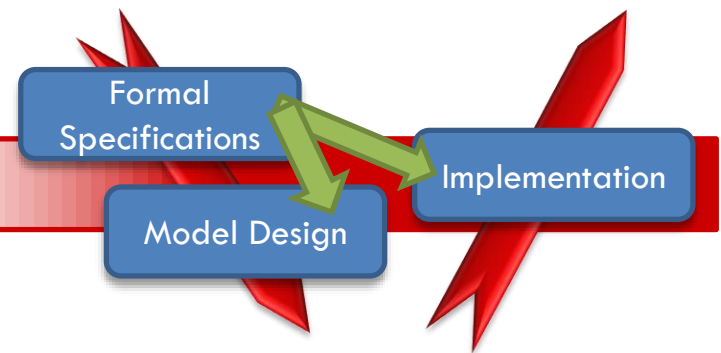 Formal
Specifications
Implementation
Model Design